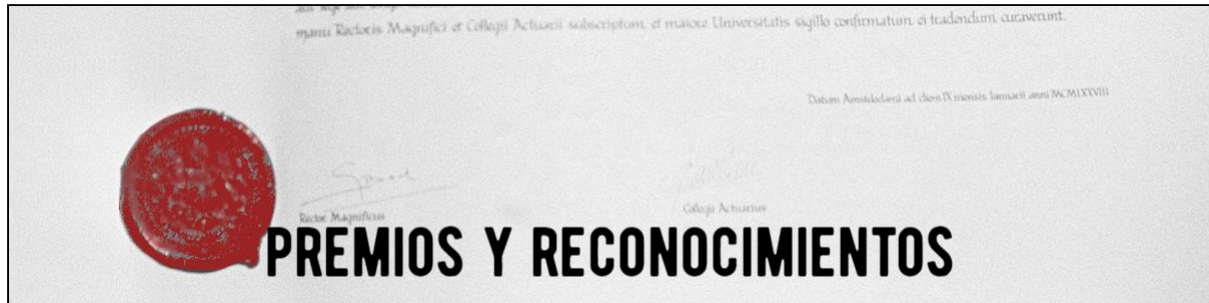 manu Rectoris Magnifici et Collegii Actuarii subscriptum et maiore Universitatis sigillo confirmatum ei tradendum curaverunt.
Datum Amstelodami ad diem IX mensis Ianuarii anni MCMLXXVIII
Rector Magnificus
Collegii Actuarius
PREMIOS Y RECONOCIMIENTOS